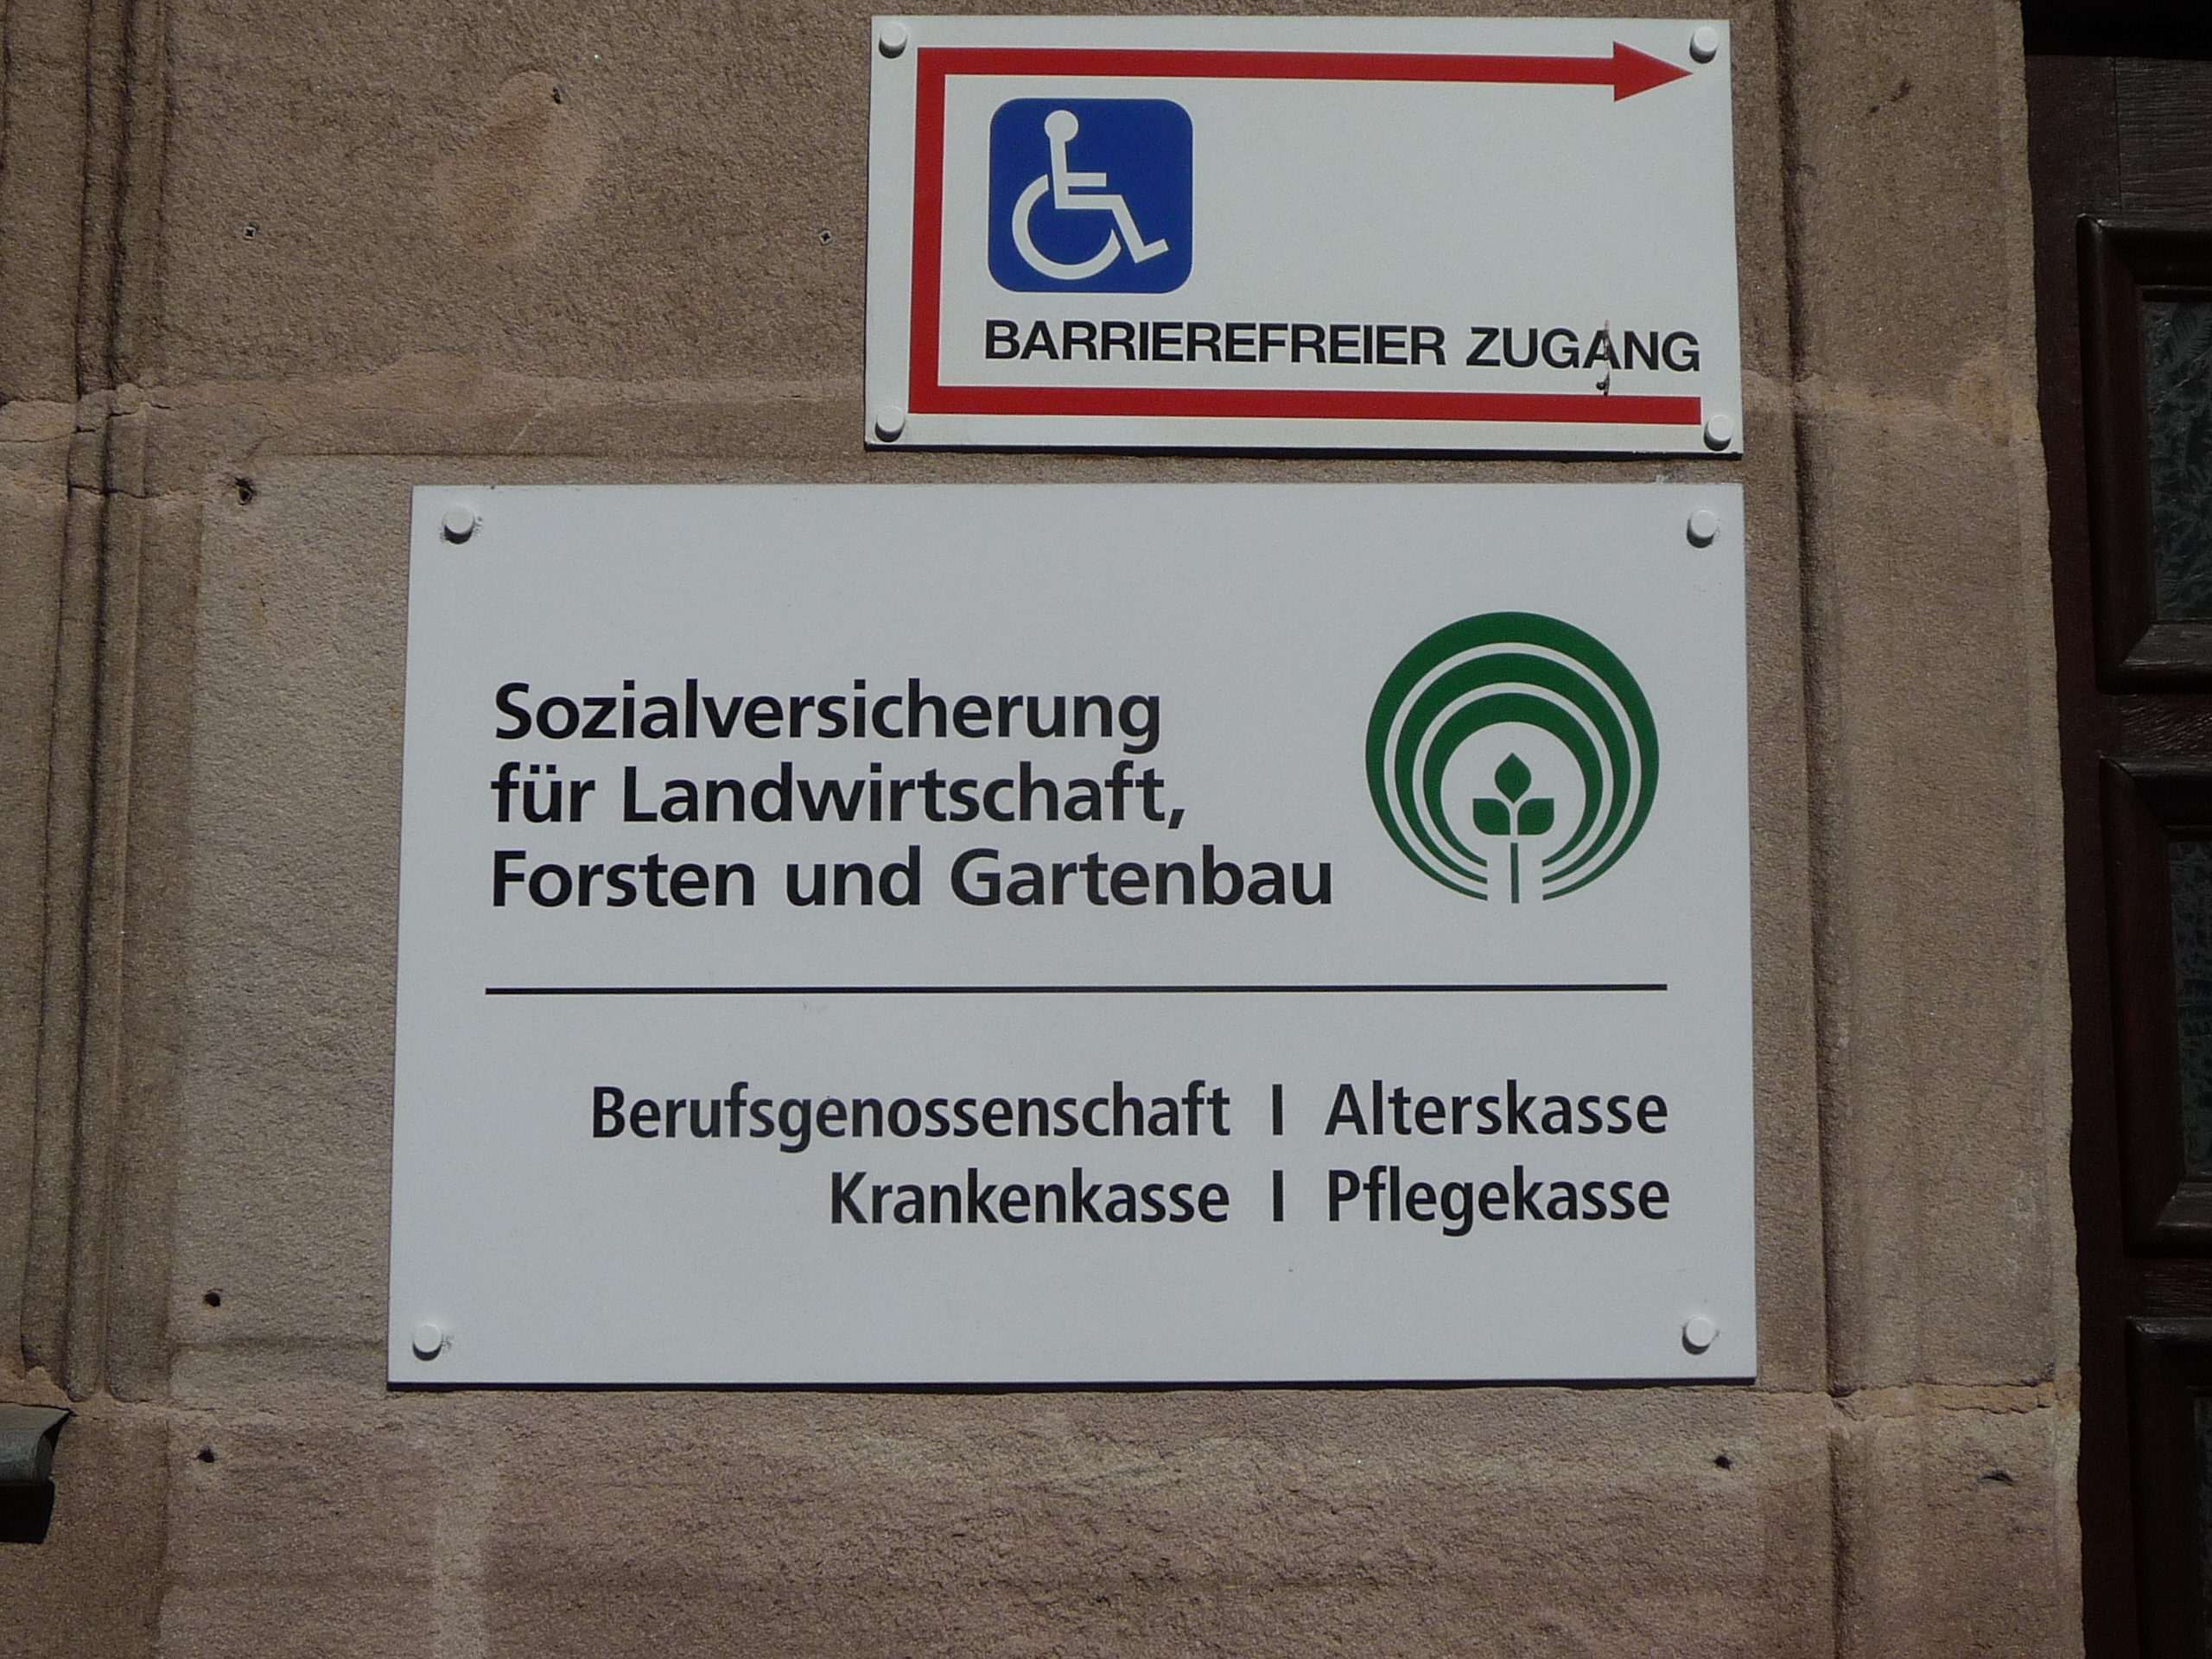 BARRIEREFREIER ZUGANG
Sozialversicherung
für Landwirtschaft,
Forsten und Gartenbau
Berufsgenossenschaft | Alterskasse
Krankenkasse | Pflegekasse